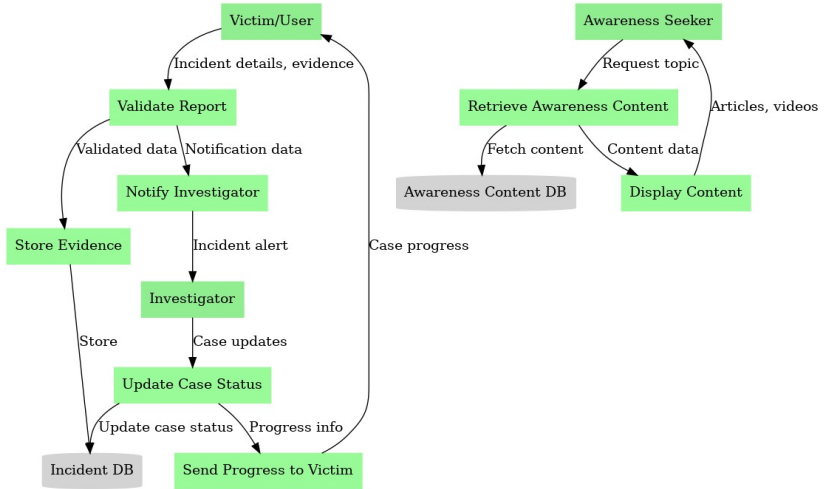 Victim/User
Awareness Seeker
Incident details, evidence
Request topic
Validate Report
Retrieve Awareness Content
Articles, videos
Validated data
Notification data
Fetch content
Content data
Notify Investigator
Awareness Content DB
Display Content
Store Evidence
Incident alert
Case progress
Investigator
Store
Case updates
Update Case Status
Update case status
Progress info
Incident DB
Send Progress to Victim